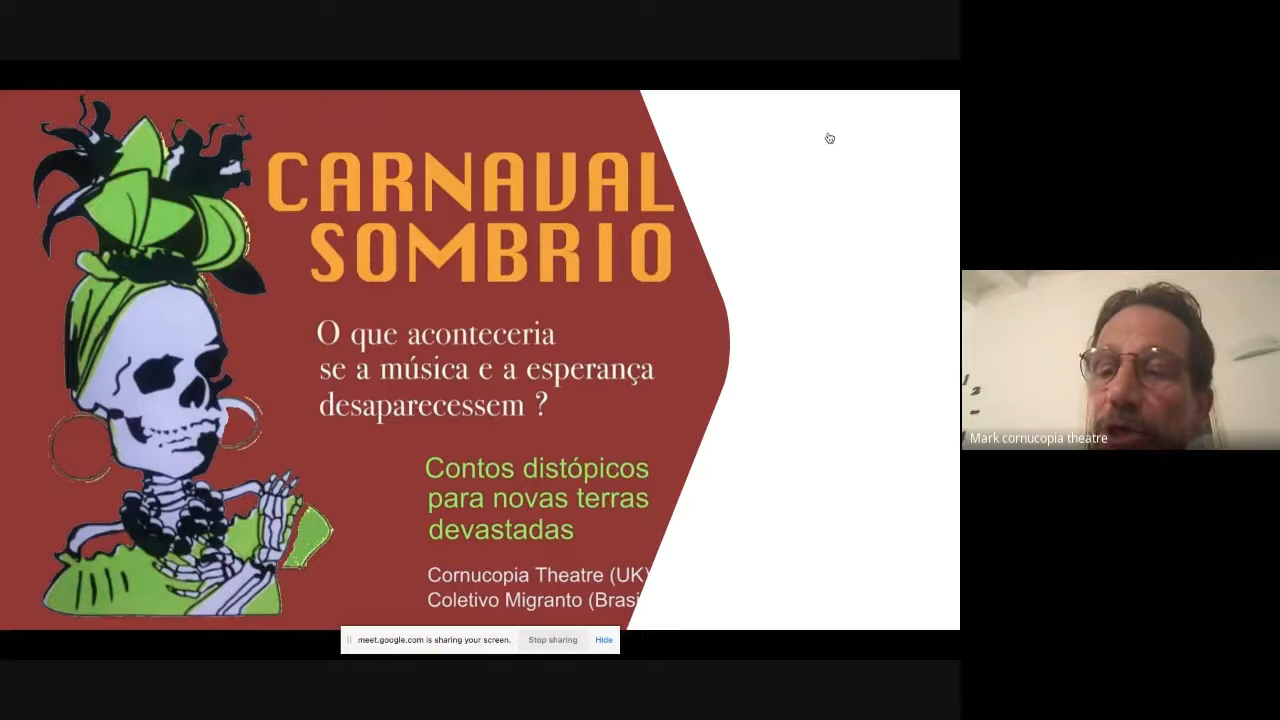 CARNAVAL
SOMBRIO
O que aconteceria
se a música e a esperança
desaparecessem ?
Contos distópicos
para novas terras
devastadas
Cornucopia Theatre (UK)
Coletivo Migranto (Brasi
meet.google.com is sharing your screen.
Stop sharing
Hide
Mark cornucopia theatre